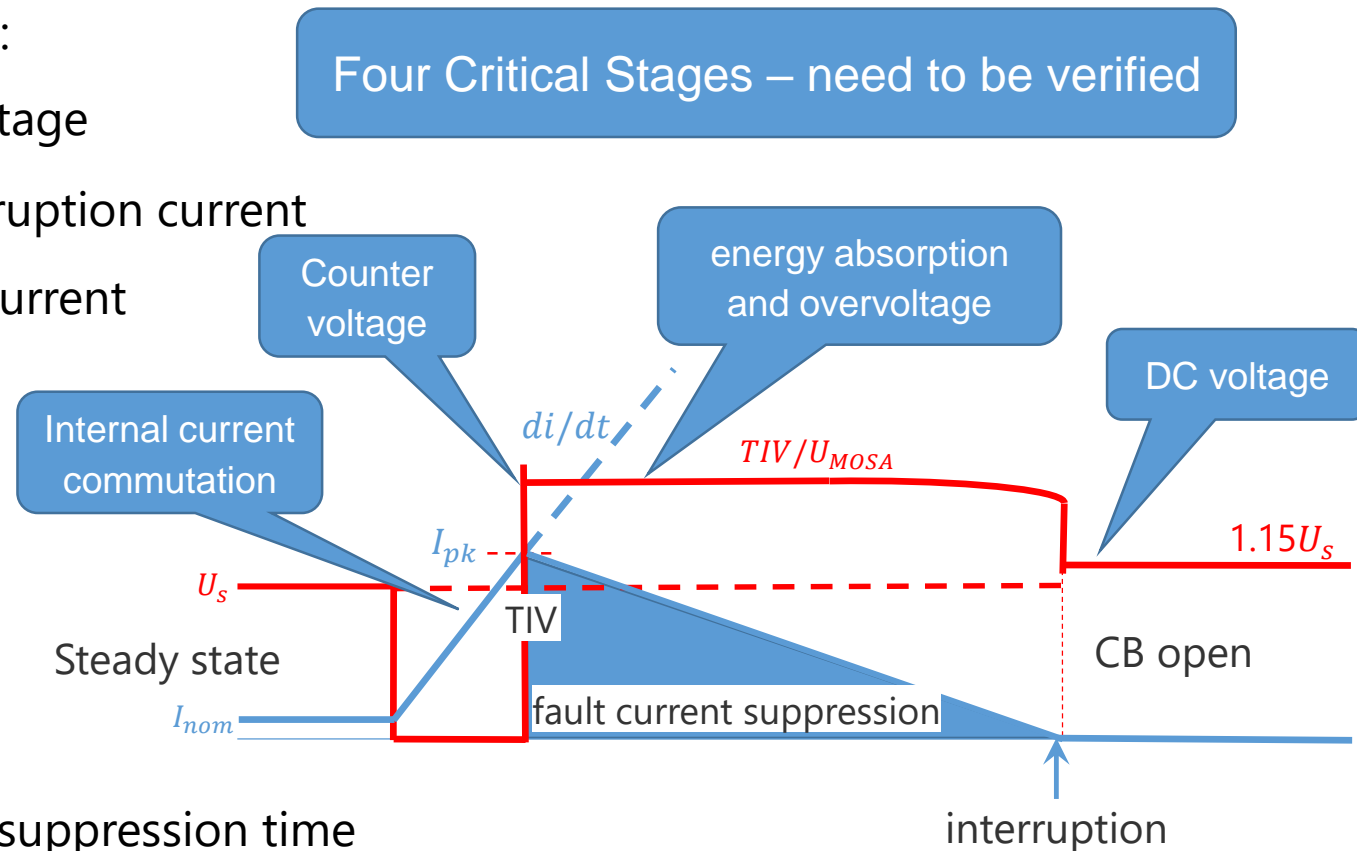 :
Four Critical Stages – need to be verified
tage
ruption current
urrent
Counter
voltage
energy absorption
and overvoltage
DC voltage
Internal current
commutation
di/dt
TIV/U_MOSA
I_pk
1.15U_s
U_s
TIV
Steady state
CB open
I_nom
fault current suppression
suppression time
interruption